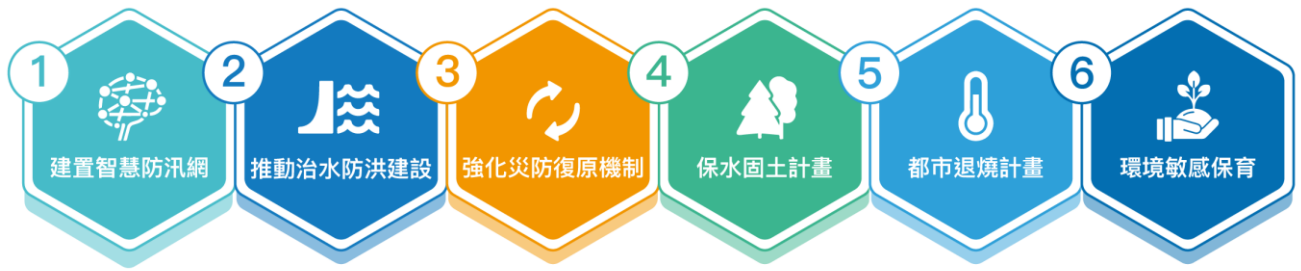 1
建置智慧防汛網
2
推動治水防洪建設
3
強化災防復原機制
4
保水固土計畫
5
都市退燒計畫
6
環境敏感保育